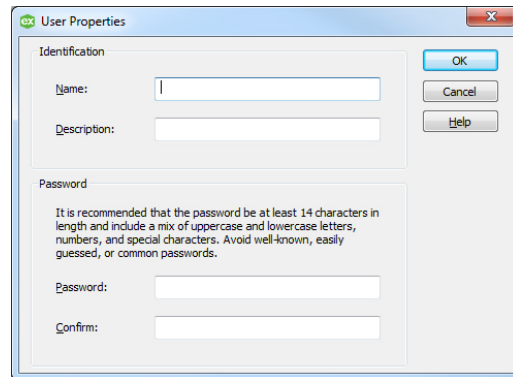 User Properties
Identification
OK
Name:
Cancel
Description:
Help
Password
It is recommended that the password be at least 14 characters in
length and include a mix of uppercase and lowercase letters,
numbers, and special characters. Avoid well-known, easily
guessed, or common passwords.
Password:
Confirm: